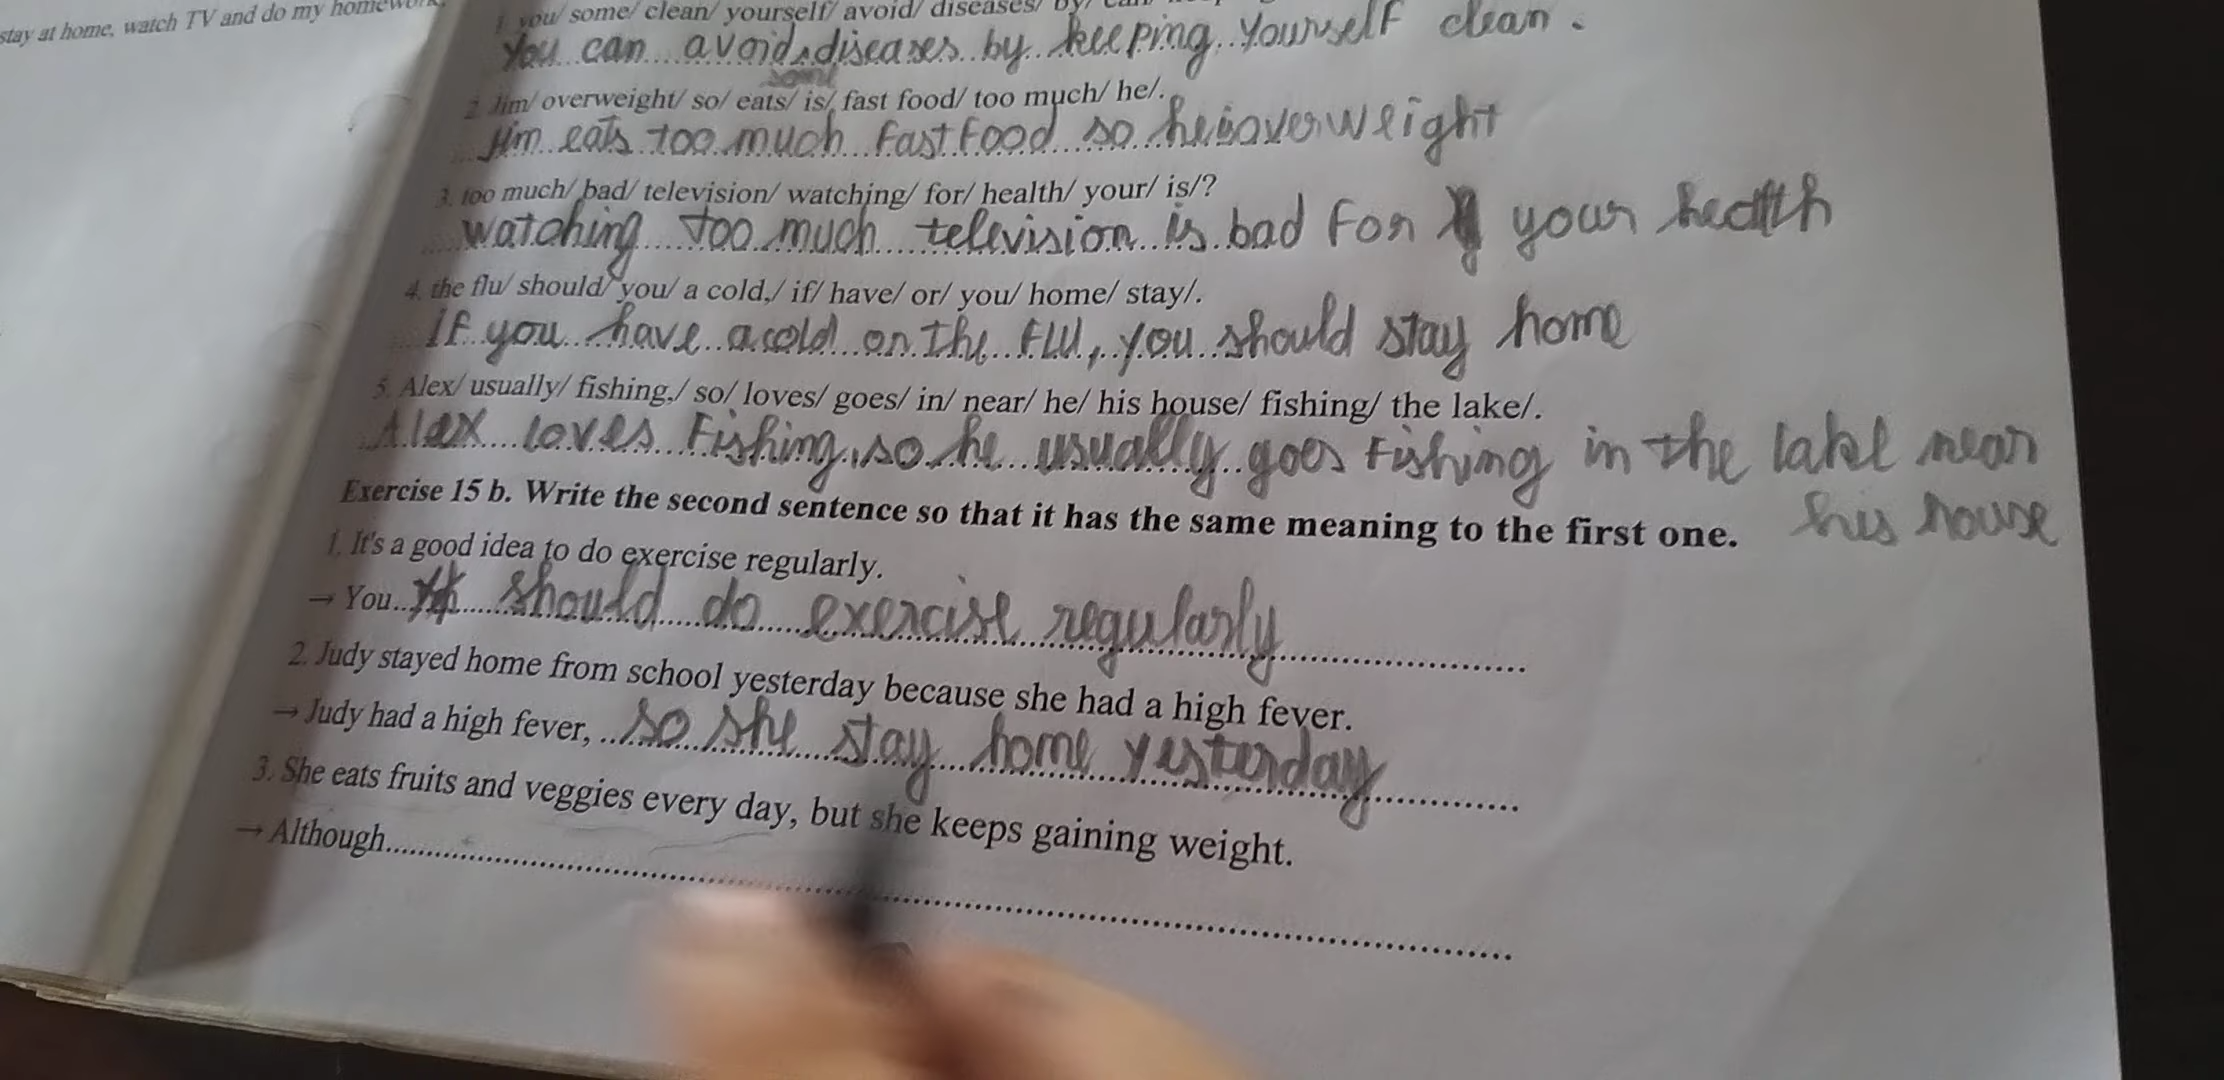 stay at home, watch TV and do my homework.
1. you/ some/ clean/ yourself/ avoid/ diseases/ by/ can/
You can avoid diseases by keeping yourself clean.
some
2. Jim/ overweight/ so/ eats/ is/ fast food/ too much/ he/.
Jim eats too much fast food so he is overweight
3. too much/ bad/ television/ watching/ for/ health/ your/ is/?
watching too much television is bad for your health
4. the flu/ should/ you/ a cold,/ if/ have/ or/ you/ home/ stay/.
If you have a cold or the flu, you should stay home
5. Alex/ usually/ fishing,/ so/ loves/ goes/ in/ near/ he/ his house/ fishing/ the lake/.
Alex loves fishing, so he usually goes fishing in the lake near
his house
Exercise 15 b. Write the second sentence so that it has the same meaning to the first one.
1. It's a good idea to do exercise regularly.
→ You should do exercise regularly
2. Judy stayed home from school yesterday because she had a high fever.
→ Judy had a high fever, so she stay home yesterday
3. She eats fruits and veggies every day, but she keeps gaining weight.
→ Although